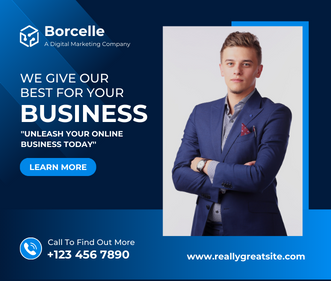 Borcelle
A Digital Marketing Company
WE GIVE OUR
BEST FOR YOUR
BUSINESS
"UNLEASH YOUR ONLINE
BUSINESS TODAY"
LEARN MORE
Call To Find Out More
+123 456 7890
www.reallygreatsite.com